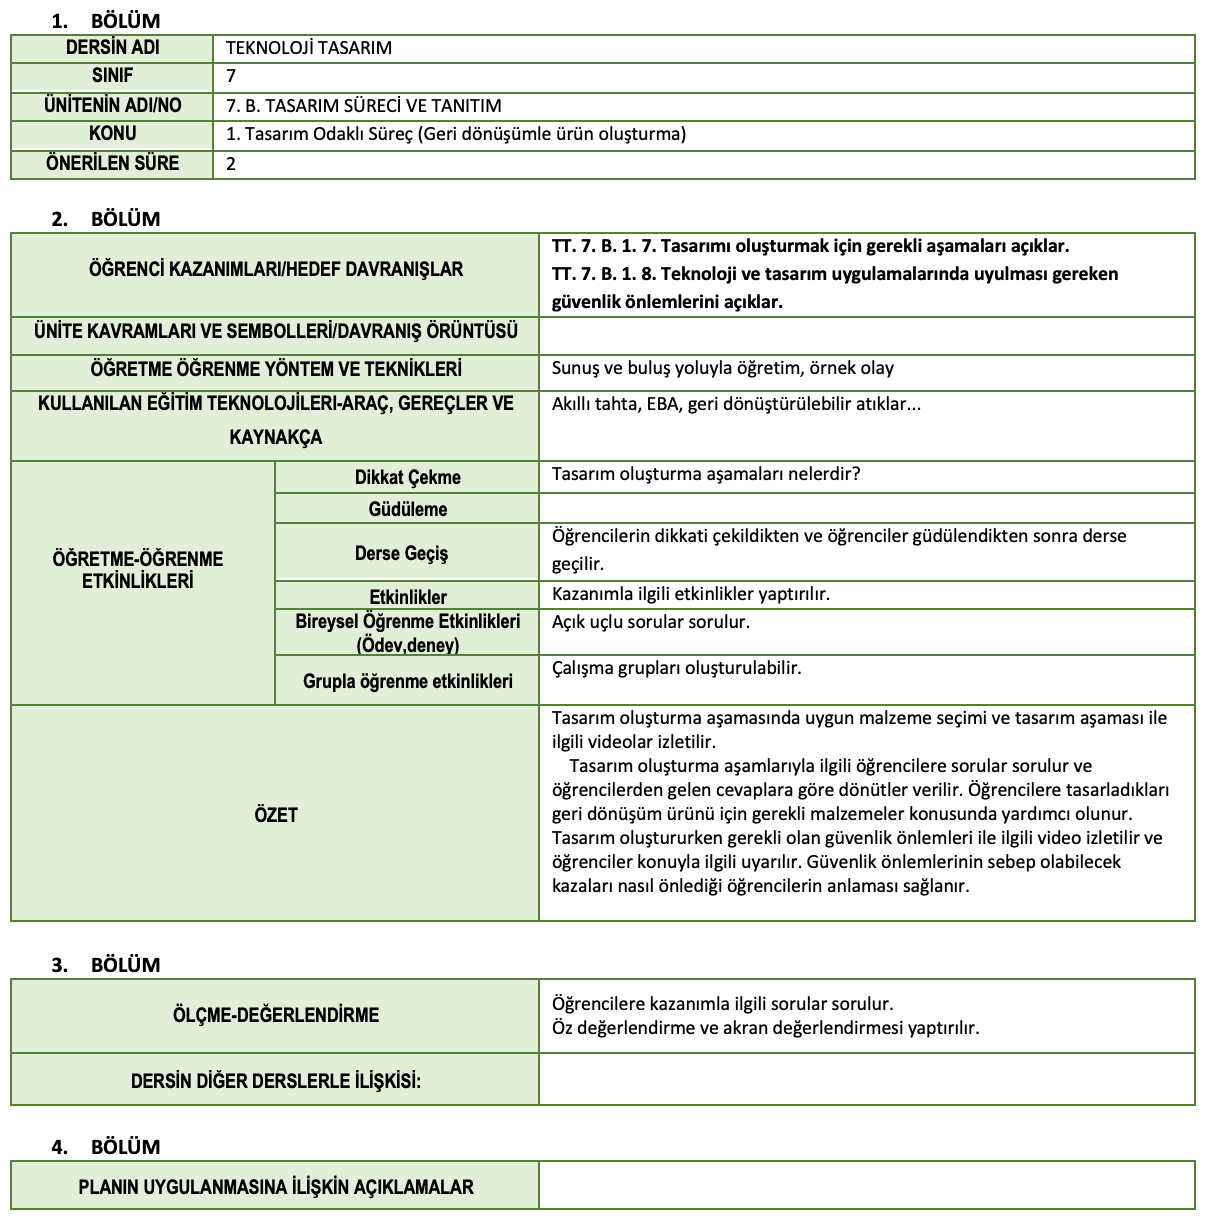 1. BÖLÜM
DERSİN ADI
TEKNOLOJİ TASARIM
SINIF
7
ÜNİTENİN ADI/NO
7. B. TASARIM SÜRECİ VE TANITIM
KONU
1. Tasarım Odaklı Süreç (Geri dönüşümle ürün oluşturma)
ÖNERİLEN SÜRE
2
2. BÖLÜM
ÖĞRENCİ KAZANIMLARI/HEDEF DAVRANIŞLAR
TT. 7. B. 1. 7. Tasarımı oluşturmak için gerekli aşamaları açıklar.
TT. 7. B. 1. 8. Teknoloji ve tasarım uygulamalarında uyulması gereken
güvenlik önlemlerini açıklar.
ÜNİTE KAVRAMLARI VE SEMBOLLERİ/DAVRANIŞ ÖRÜNTÜSÜ
ÖĞRETME ÖĞRENME YÖNTEM VE TEKNİKLERİ
Sunuş ve buluş yoluyla öğretim, örnek olay
KULLANILAN EĞİTİM TEKNOLOJİLERI-ARAÇ, GEREÇLER VE
KAYNAKÇA
Akıllı tahta, EBA, geri dönüştürülebilir atıklar...
ÖĞRETME-ÖĞRENME
ETKİNLİKLERİ
Dikkat Çekme
Tasarım oluşturma aşamaları nelerdir?
Güdüleme
Derse Geçiş
Öğrencilerin dikkati çekildikten ve öğrenciler güdülendikten sonra derse
geçilir.
Etkinlikler
Kazanımla ilgili etkinlikler yaptırılır.
Bireysel Öğrenme Etkinlikleri
(Ödev,deney)
Açık uçlu sorular sorulur.
Grupla öğrenme etkinlikleri
Çalışma grupları oluşturulabilir.
ÖZET
Tasarım oluşturma aşamasında uygun malzeme seçimi ve tasarım aşaması ile
ilgili videolar izletilir.
Tasarım oluşturma aşamlarıyla ilgili öğrencilere sorular sorulur ve
öğrencilerden gelen cevaplara göre dönütler verilir. Öğrencilere tasarladıkları
geri dönüşüm ürünü için gerekli malzemeler konusunda yardımcı olunur.
Tasarım oluştururken gerekli olan güvenlik önlemleri ile ilgili video izletilir ve
öğrenciler konuyla ilgili uyarılır. Güvenlik önlemlerinin sebep olabilecek
kazaları nasıl önlediği öğrencilerin anlaması sağlanır.
3. BÖLÜM
ÖLÇME-DEĞERLENDİRME
Öğrencilere kazanımla ilgili sorular sorulur.
Öz değerlendirme ve akran değerlendirmesi yaptırılır.
DERSİN DİĞER DERSLERLE İLİŞKİSİ:
4. BÖLÜM
PLANIN UYGULANMASINA İLİŞKİN AÇIKLAMALAR